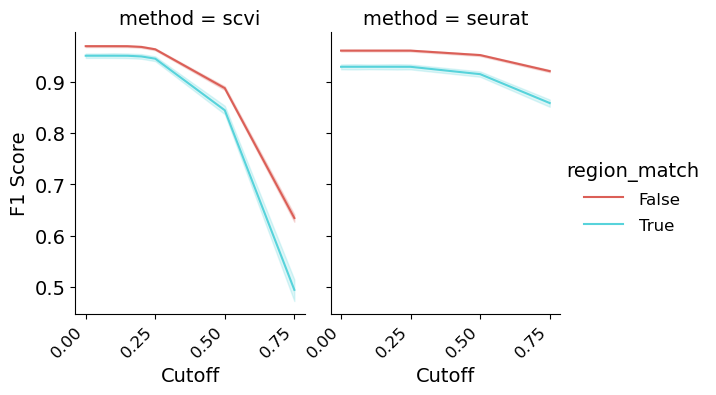 method = scvi
method = seurat
F1 Score
0.9
0.8
0.7
0.6
0.5
0.00
0.25
0.50
0.75
Cutoff
0.00
0.25
0.50
0.75
Cutoff
region_match
False
True